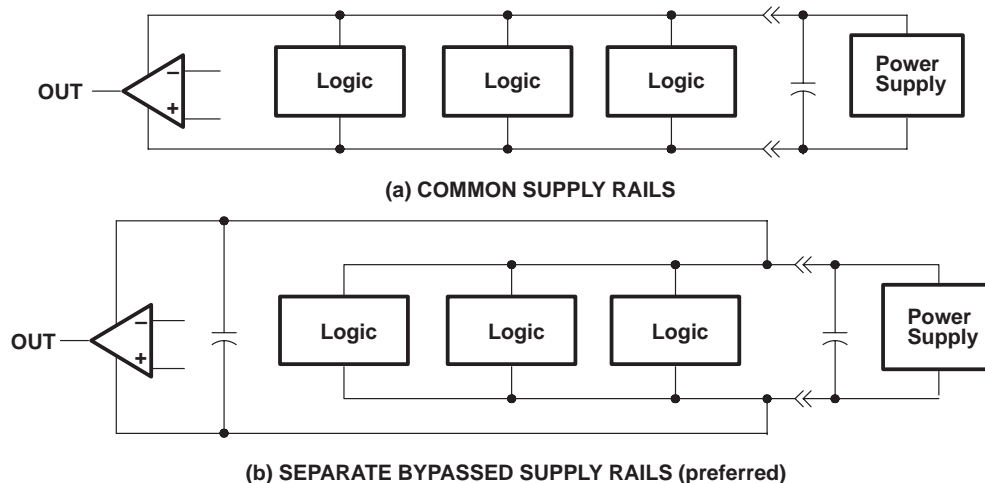 OUT
−
+
Logic
Logic
Logic
Power
Supply
(a) COMMON SUPPLY RAILS
OUT
−
+
Logic
Logic
Logic
Power
Supply
(b) SEPARATE BYPASSED SUPPLY RAILS (preferred)